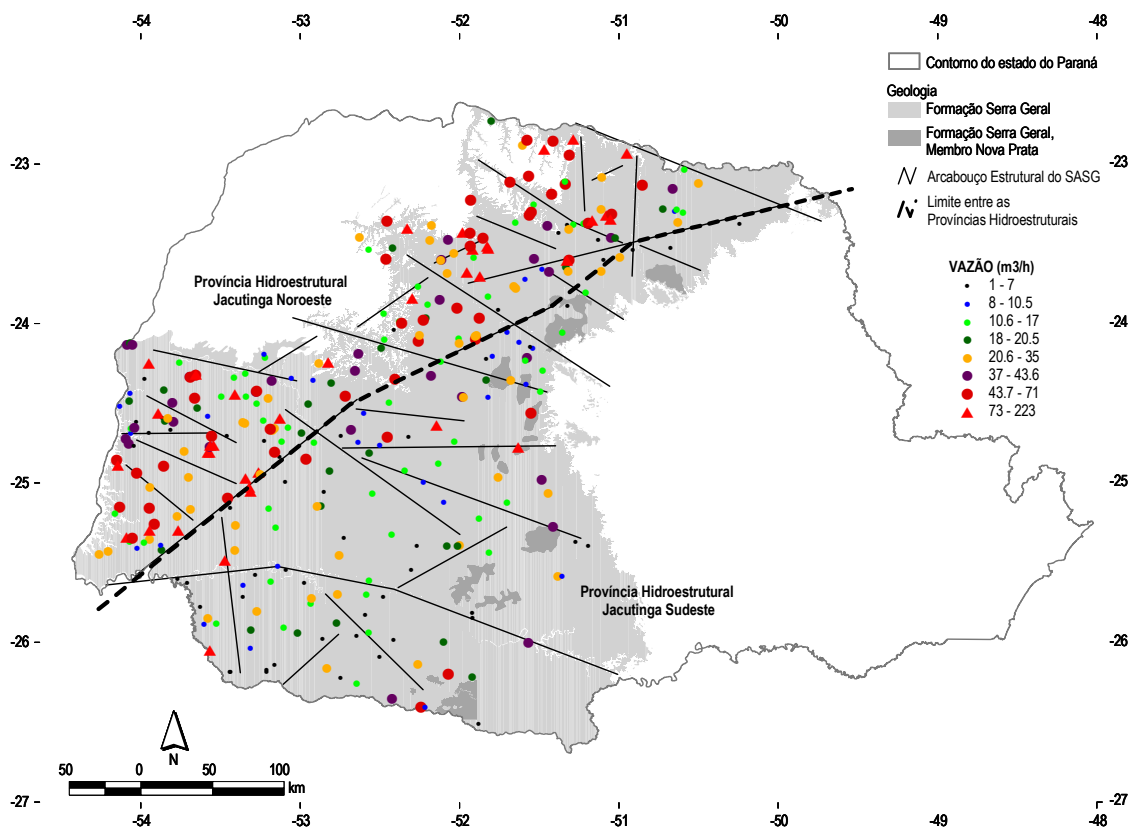 -54 -53 -52 -51 -50 -49 -48
Contorno do estado do Paraná
Geologia
Formação Serra Geral
Formação Serra Geral,
Membro Nova Prata
Arcabouço Estrutural do SASG
Limite entre as
Províncias Hidroestruturais
VAZÃO (m3/h)
1 - 7
8 - 10.5
10.6 - 17
18 - 20.5
20.6 - 35
37 - 43.6
43.7 - 71
73 - 223
-23 -23
Província Hidroestrutural
Jacutinga Noroeste
-24 -24
-25 -25
Província Hidroestrutural
Jacutinga Sudeste
-26 -26
N
50 0 50 100
km
-27 -27
-54 -53 -52 -51 -50 -49 -48